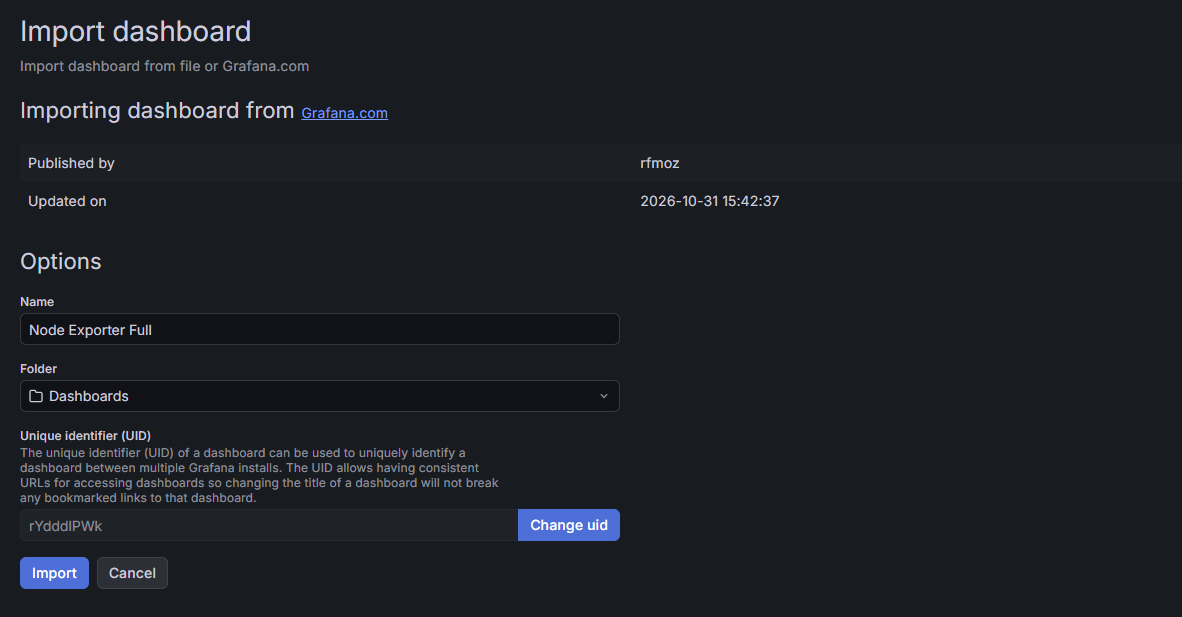 Import dashboard
Import dashboard from file or Grafana.com
Importing dashboard from Grafana.com
Published by rfmoz
Updated on 2026-10-31 15:42:37
Options
Name
Node Exporter Full
Folder
Dashboards
Unique identifier (UID)
The unique identifier (UID) of a dashboard can be used to uniquely identify a
dashboard between multiple Grafana installs. The UID allows having consistent
URLs for accessing dashboards so changing the title of a dashboard will not break
any bookmarked links to that dashboard.
rYdddlPWk Change uid
Import Cancel